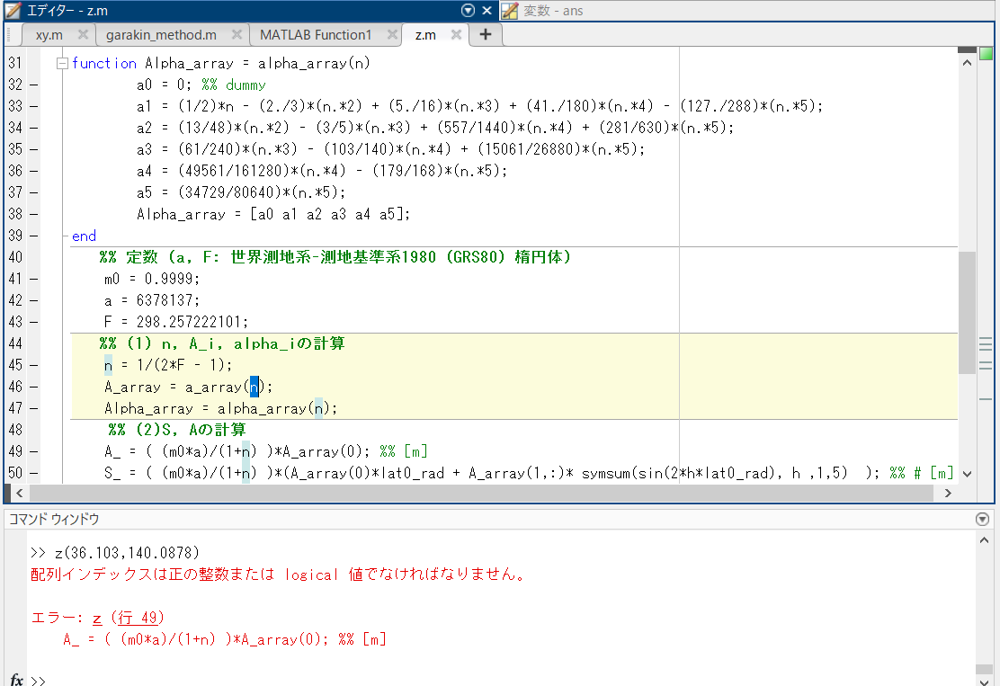 エディター - z.m
変数 - ans
xy.m garakin_method.m MATLAB Function1 z.m
31 function Alpha_array = alpha_array(n)
32 – a0 = 0; %% dummy
33 – a1 = (1/2)*n - (2./3)*(n.*2) + (5./16)*(n.*3) + (41./180)*(n.*4) - (127./288)*(n.*5);
34 – a2 = (13/48)*(n.*2) - (3/5)*(n.*3) + (557/1440)*(n.*4) + (281/630)*(n.*5);
35 – a3 = (61/240)*(n.*3) - (103/140)*(n.*4) + (15061/26880)*(n.*5);
36 – a4 = (49561/161280)*(n.*4) - (179/168)*(n.*5);
37 – a5 = (34729/80640)*(n.*5);
38 – Alpha_array = [a0 a1 a2 a3 a4 a5];
39 – end
40 %% 定数 (a, F: 世界測地系-測地基準系1980 (GRS80) 楕円体)
41 – m0 = 0.9999;
42 – a = 6378137;
43 – F = 298.257222101;
44 %% (1) n, A_i, alpha_iの計算
45 – n = 1/(2*F - 1);
46 – A_array = a_array(n);
47 – Alpha_array = alpha_array(n);
48 %% (2)S, Aの計算
49 – A_ = ( (m0*a)/(1+n) )*A_array(0); %% [m]
50 – S_ = ( (m0*a)/(1+n) )*(A_array(0)*lat0_rad + A_array(1,:)* symsum(sin(2*h*lat0_rad), h ,1,5) ); %% # [m]
コマンド ウィンドウ
>> z(36.103,140.0878)
配列インデックスは正の整数または logical 値でなければなりません。
エラー: z (行 49)
A_ = ( (m0*a)/(1+n) )*A_array(0); %% [m]
fx >>